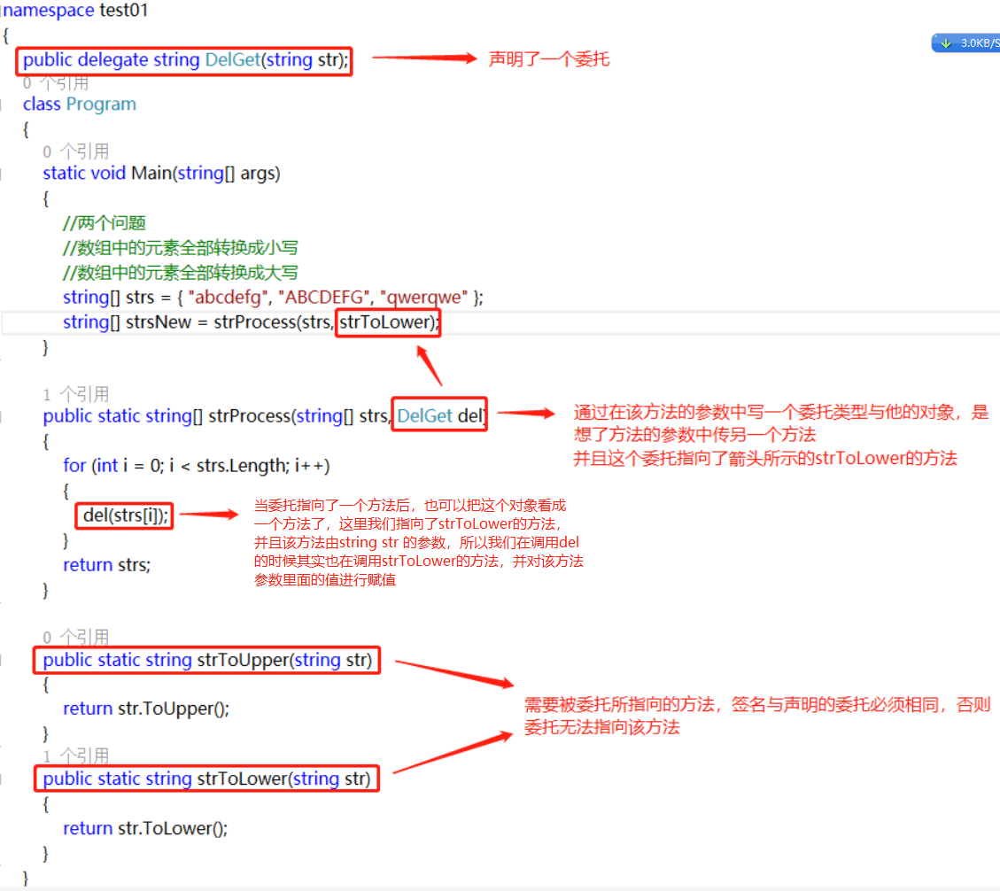 namespace test01
{
public delegate string DelGet(string str);
声明了一个委托
3.0KB/S
0 个引用
class Program
{
0 个引用
static void Main(string[] args)
{
//两个问题
//数组中的元素全部转换成小写
//数组中的元素全部转换成大写
string[] strs = { "abcdefg", "ABCDEFG", "qwerqwe" };
string[] strsNew = strProcess(strs, strToLower);
}
1 个引用
public static string[] strProcess(string[] strs, DelGet del)
通过在该方法的参数中写一个委托类型与他的对象，是
想了方法的参数中传另一个方法
并且这个委托指向了箭头所示的strToLower的方法
{
for (int i = 0; i < strs.Length; i++)
{
del(strs[i]);
当委托指向了一个方法后，也可以把这个对象看成
一个方法了，这里我们指向了strToLower的方法，
并且该方法由string str 的参数，所以我们在调用del
的时候其实也在调用strToLower的方法，并对该方法
参数里面的值进行赋值
}
return strs;
}
0 个引用
public static string strToUpper(string str)
{
return str.ToUpper();
}
需要被委托所指向的方法，签名与声明的委托必须相同，否则
委托无法指向该方法
1 个引用
public static string strToLower(string str)
{
return str.ToLower();
}
}